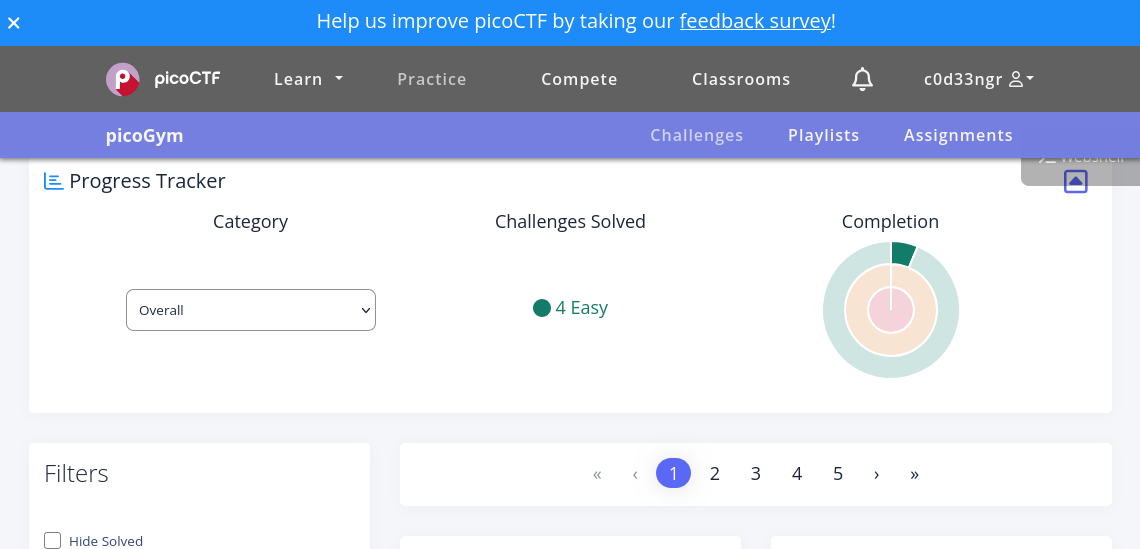 Help us improve picoCTF by taking our feedback survey!
picoCTF Learn Practice Compete Classrooms c0d33ngr
picoGym Challenges Playlists Assignments
Webshell
Progress Tracker
Category Challenges Solved Completion
Overall
4 Easy
Filters
« ‹ 1 2 3 4 5 › »
Hide Solved